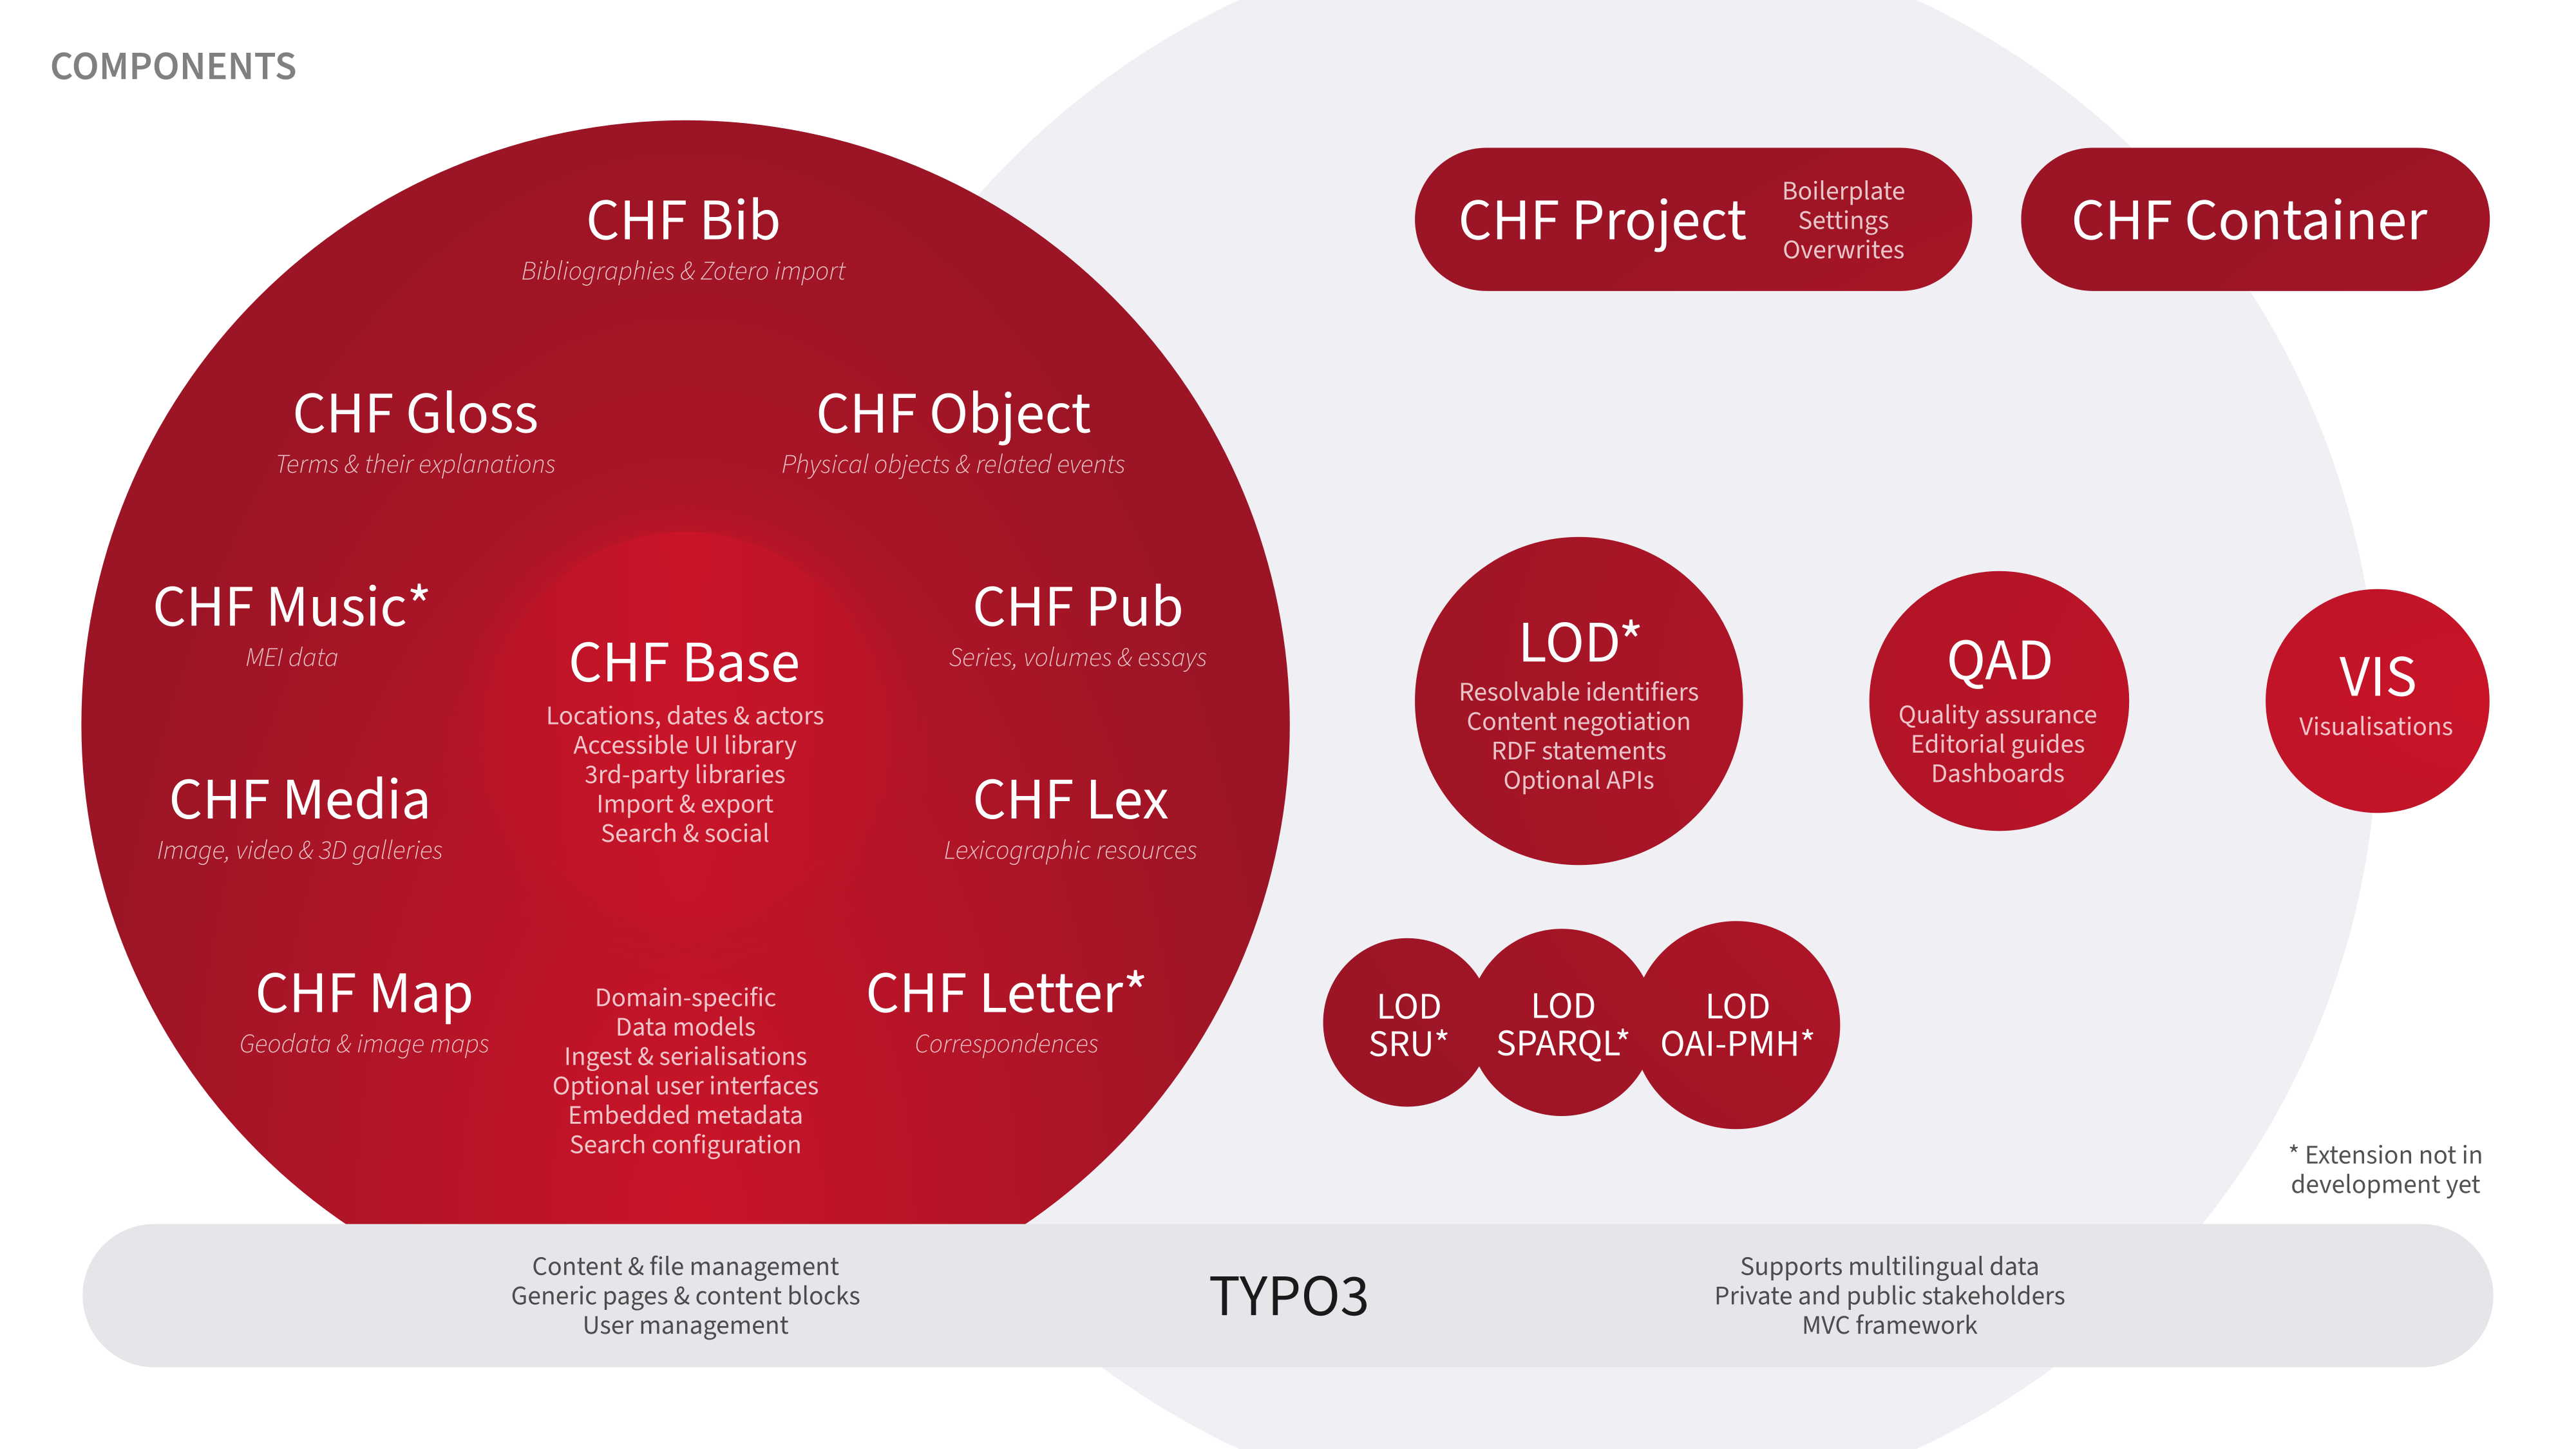 COMPONENTS
CHF Bib
Bibliographies & Zotero import
CHF Gloss
Terms & their explanations
CHF Object
Physical objects & related events
CHF Music*
MEI data
CHF Pub
Series, volumes & essays
CHF Base
Locations, dates & actors
Accessible UI library
3rd-party libraries
Import & export
Search & social
CHF Media
Image, video & 3D galleries
CHF Lex
Lexicographic resources
CHF Map
Geodata & image maps
Domain-specific
Data models
Ingest & serialisations
Optional user interfaces
Embedded metadata
Search configuration
CHF Letter*
Correspondences
CHF Project
Boilerplate
Settings
Overwrites
CHF Container
LOD*
Resolvable identifiers
Content negotiation
RDF statements
Optional APIs
QAD
Quality assurance
Editorial guides
Dashboards
VIS
Visualisations
LOD
SRU*
LOD
SPARQL*
LOD
OAI-PMH*
* Extension not in
development yet
Content & file management
Generic pages & content blocks
User management
TYPO3
Supports multilingual data
Private and public stakeholders
MVC framework